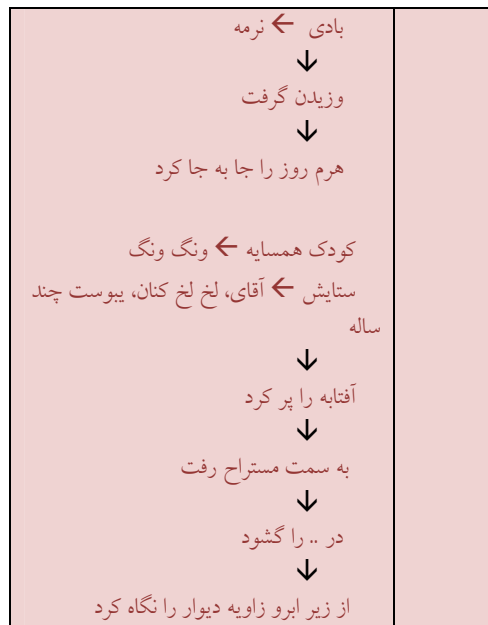 بادی ← نرمه
↓
وزیدن گرفت
↓
هرم روز را جا به جا کرد
کودک همسایه ← ونگ ونگ
ستایش ← آقای، لخ لخ کنان، یبوست چند
ساله
↓
آفتابه را پر کرد
↓
به سمت مستراح رفت
↓
در .. را گشود
↓
از زیر ابرو زاویه دیوار را نگاه کرد